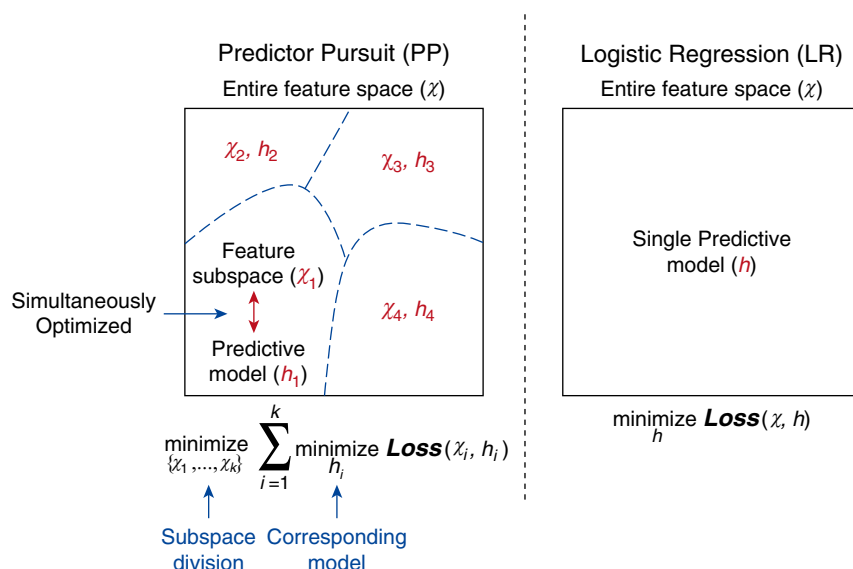 Predictor Pursuit (PP)
Entire feature space (χ)
χ2, h2
χ3, h3
Feature
subspace (χ1)
Simultaneously
Optimized
χ4, h4
Predictive
model (h1)
minimize {χ1 ,..., χk} k ∑ i=1 minimize hi Loss(χi, hi)
Subspace
division
Corresponding
model
Logistic Regression (LR)
Entire feature space (χ)
Single Predictive
model (h)
minimize h Loss(χ, h)